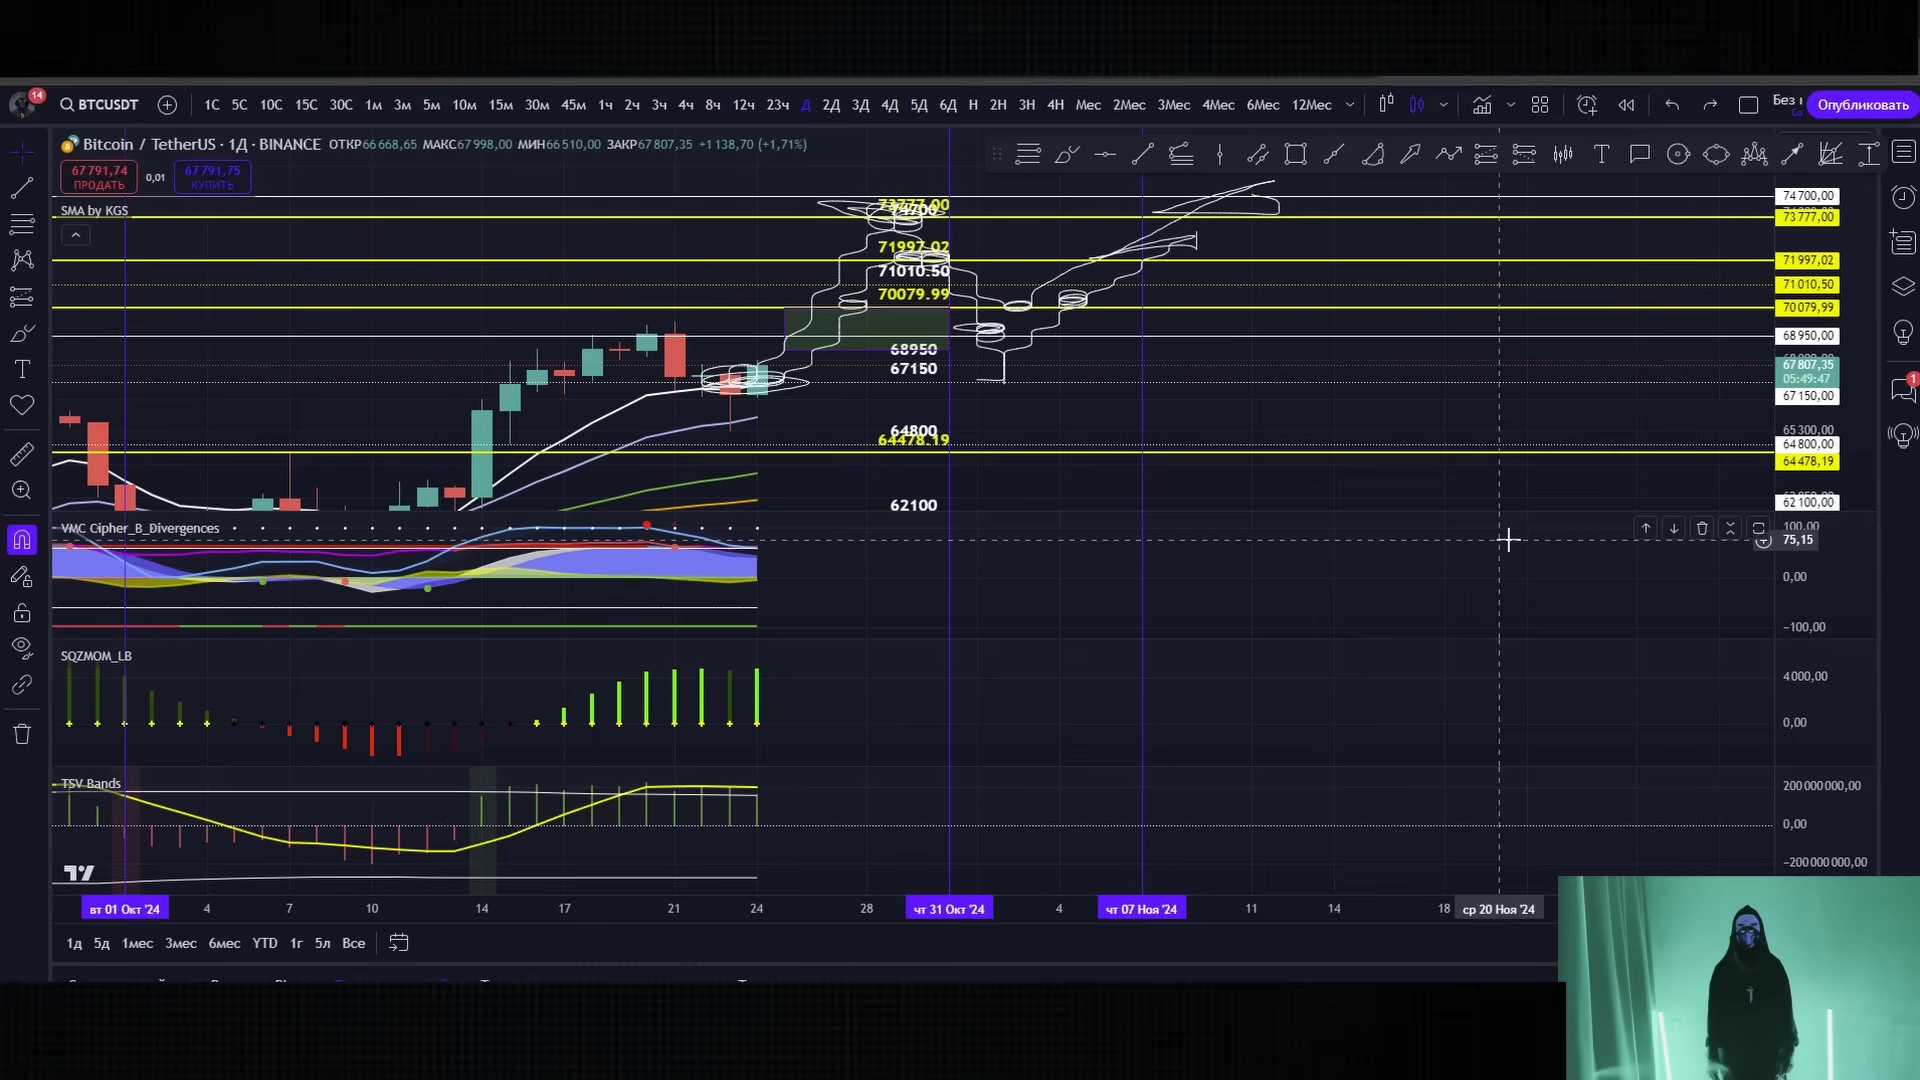 14
BTCUSDT
1С 5С 10С 15С 30С 1м 3м 5м 10м 15м 30м 45м 1ч 2ч 3ч 4ч 8ч 12ч 23ч Д 2Д 3Д 4Д 5Д 6Д Н 2Н 3Н 4Н Мес 2Мес 3Мес 4Мес 6Мес 12Мес
Опубликовать
Bitcoin / TetherUS · 1Д · BINANCE ОТКР66 668,65 МАКС67 998,00 МИН66 510,00 ЗАКР67 807,35 +1 138,70 (+1,71%)
67 791,74
ПРОДАТЬ
0,01
67 791,75
КУПИТЬ
SMA by KGS
73777.00
74700
71997.02
71010.50
70079.99
68950
67150
64800
64478.19
62100
74 700,00
73 777,00
71 997,02
71 010,50
70 079,99
68 950,00
67 807,35
05:49:47
67 150,00
65 300,00
64 800,00
64 478,19
62 100,00
1
VMC Cipher_B_Divergences
100,00
75,15
0,00
−100,00
SQZMOM_LB
4 000,00
0,00
TSV Bands
200 000 000,00
0,00
−200 000 000,00
вт 01 Окт '24 4 7 10 14 17 21 24 28 чт 31 Окт '24 4 чт 07 Ноя '24 11 14 18 ср 20 Ноя '24
1д 5д 1мес 3мес 6мес YTD 1г 5л Все